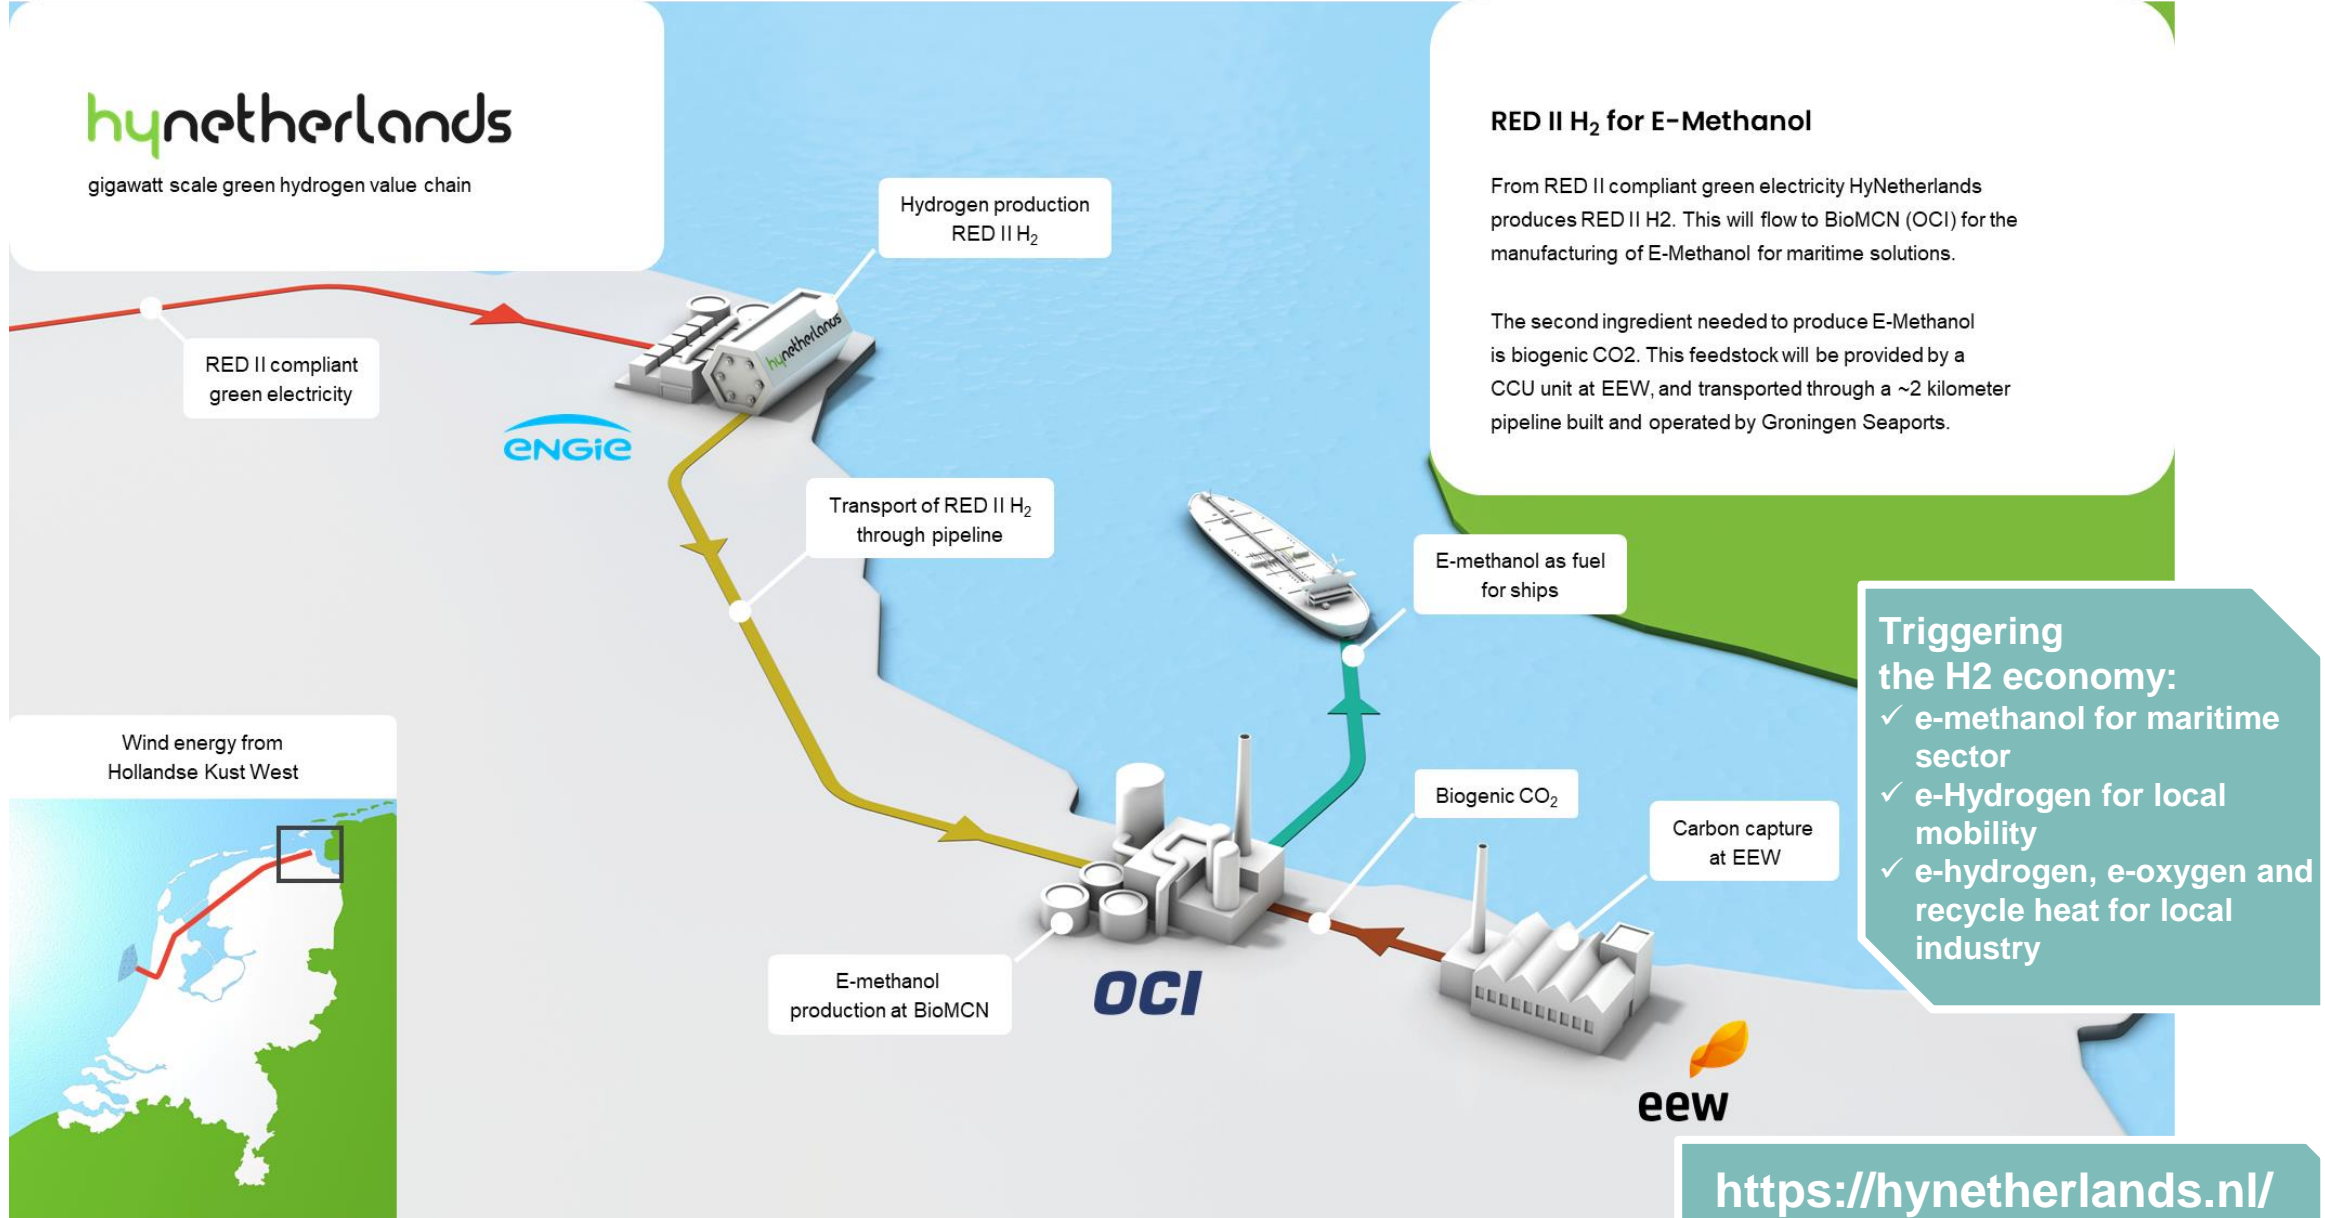 hynetherlands
gigawatt scale green hydrogen value chain
RED II H₂ for E-Methanol
From RED II compliant green electricity HyNetherlands
produces RED II H2. This will flow to BioMCN (OCI) for the
manufacturing of E-Methanol for maritime solutions.
The second ingredient needed to produce E-Methanol
is biogenic CO2. This feedstock will be provided by a
CCU unit at EEW, and transported through a ~2 kilometer
pipeline built and operated by Groningen Seaports.
Hydrogen production
RED II H₂
hynetherlands
RED II compliant
green electricity
ENGIE
Transport of RED II H₂
through pipeline
E-methanol as fuel
for ships
Triggering
the H2 economy:
✓ e-methanol for maritime
sector
✓ e-Hydrogen for local
mobility
✓ e-hydrogen, e-oxygen and
recycle heat for local
industry
Wind energy from
Hollandse Kust West
Biogenic CO₂
Carbon capture
at EEW
E-methanol
production at BioMCN
OCI
eew
https://hynetherlands.nl/